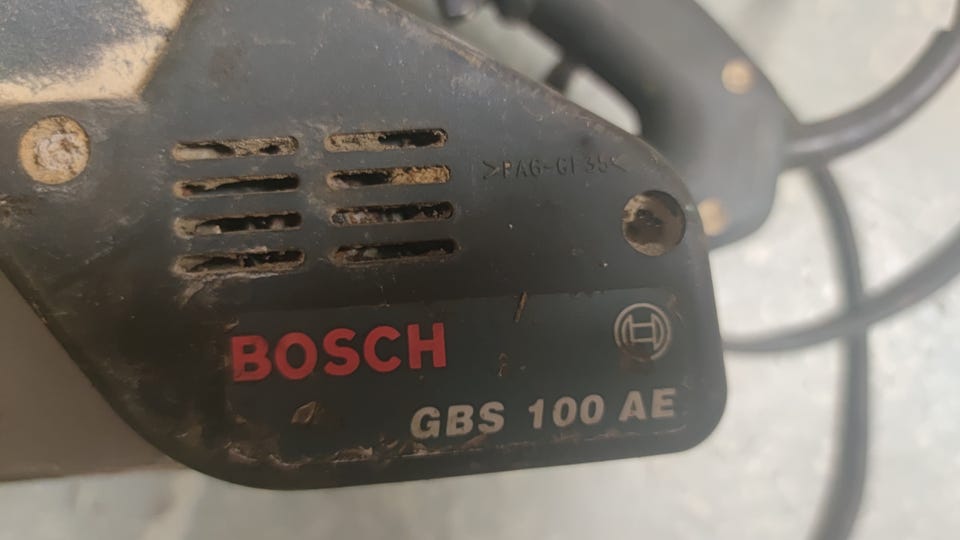 >PA6-GF35<
BOSCH
GBS 100 AE